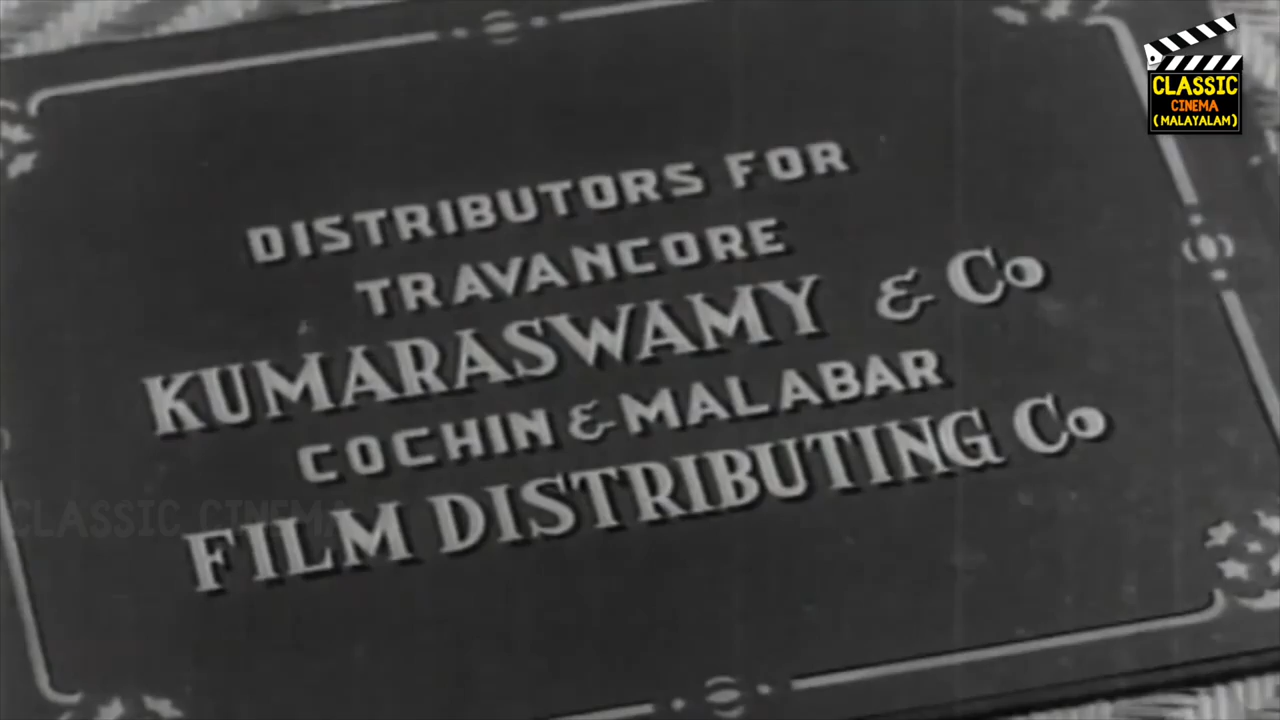 DISTRIBUTORS FOR
TRAVANCORE
KUMARASWAMY & Co
COCHIN & MALABAR
FILM DISTRIBUTING Co
CLASSIC
CINEMA
(MALAYALAM)
CLASSIC CINEMA